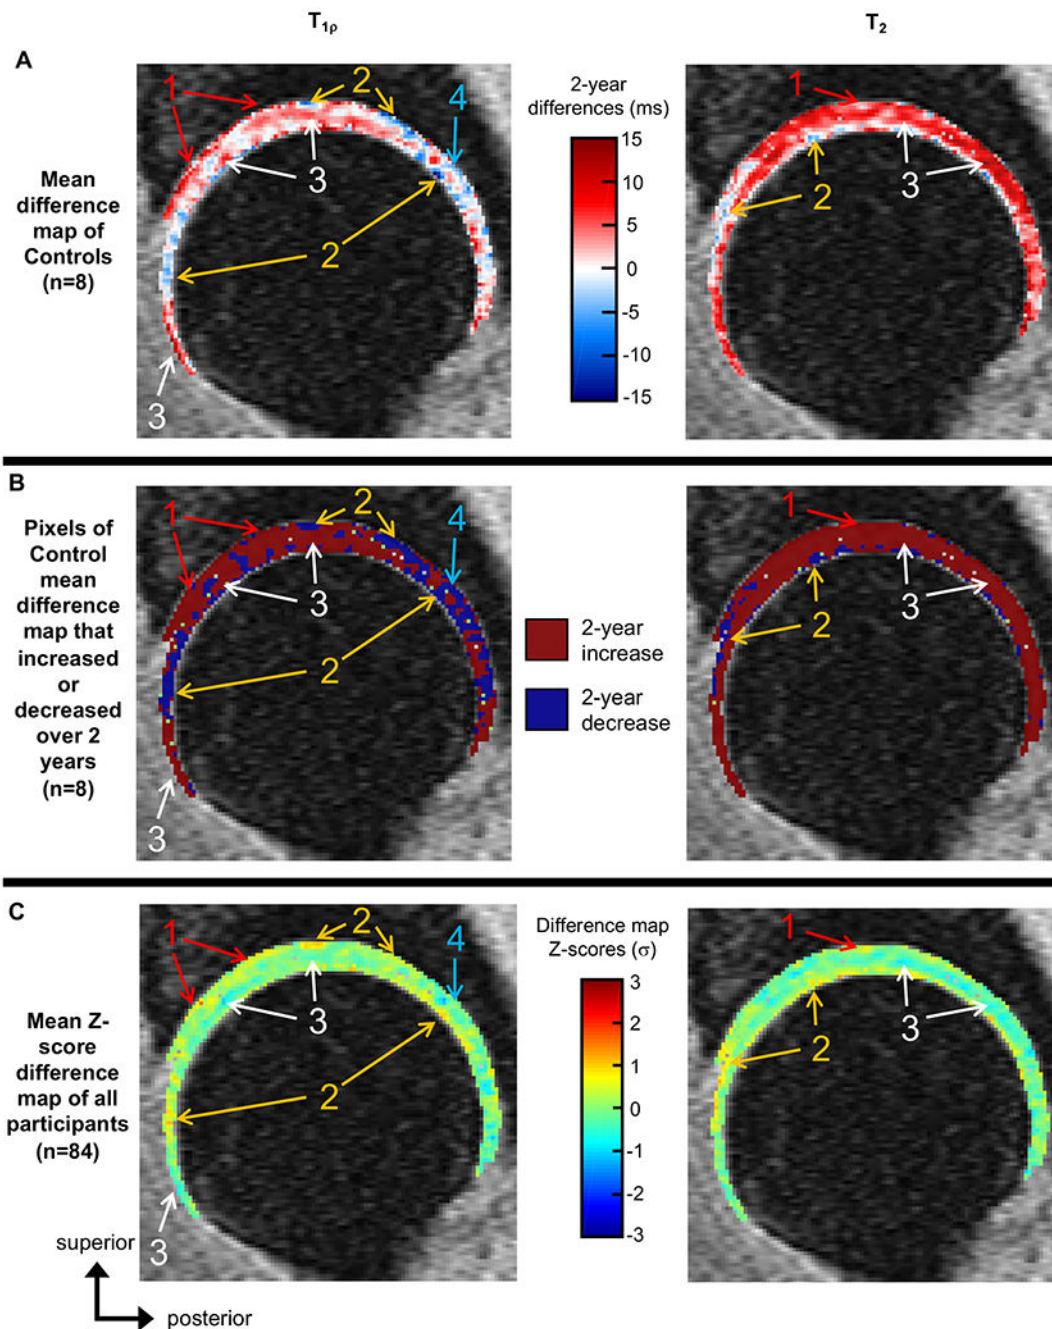 T1ρ
T2
A
Mean
difference
map of
Controls
(n=8)
1
2
4
3
2
3
2-year
differences (ms)
15
10
5
0
-5
-10
-15
1
3
2
B
Pixels of
Control
mean
difference
map that
increased
or
decreased
over 2
years
(n=8)
1
2
4
3
2
3
2-year
increase
2-year
decrease
1
3
2
C
Mean Z-
score
difference
map of all
participants
(n=84)
1
2
4
3
2
3
Difference map
Z-scores (σ)
3
2
1
0
-1
-2
-3
1
3
2
superior
posterior